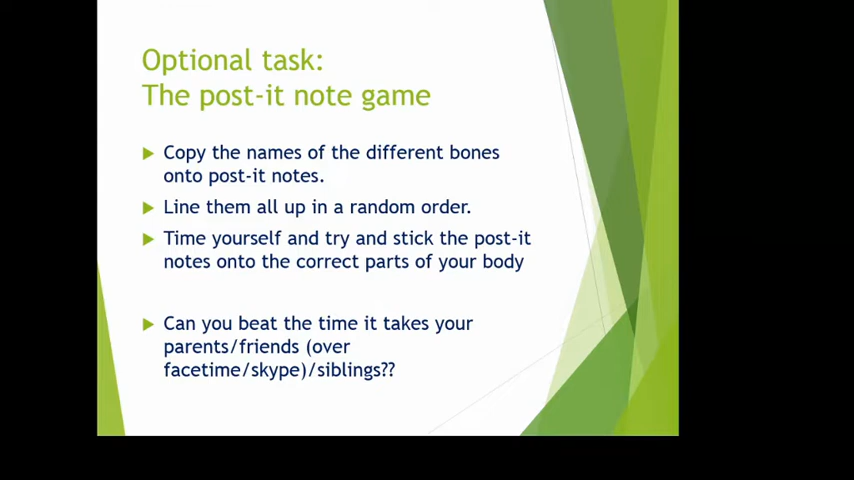 Optional task:
The post-it note game
Copy the names of the different bones
onto post-it notes.
Line them all up in a random order.
Time yourself and try and stick the post-it
notes onto the correct parts of your body
Can you beat the time it takes your
parents/friends (over
facetime/skype)/siblings??